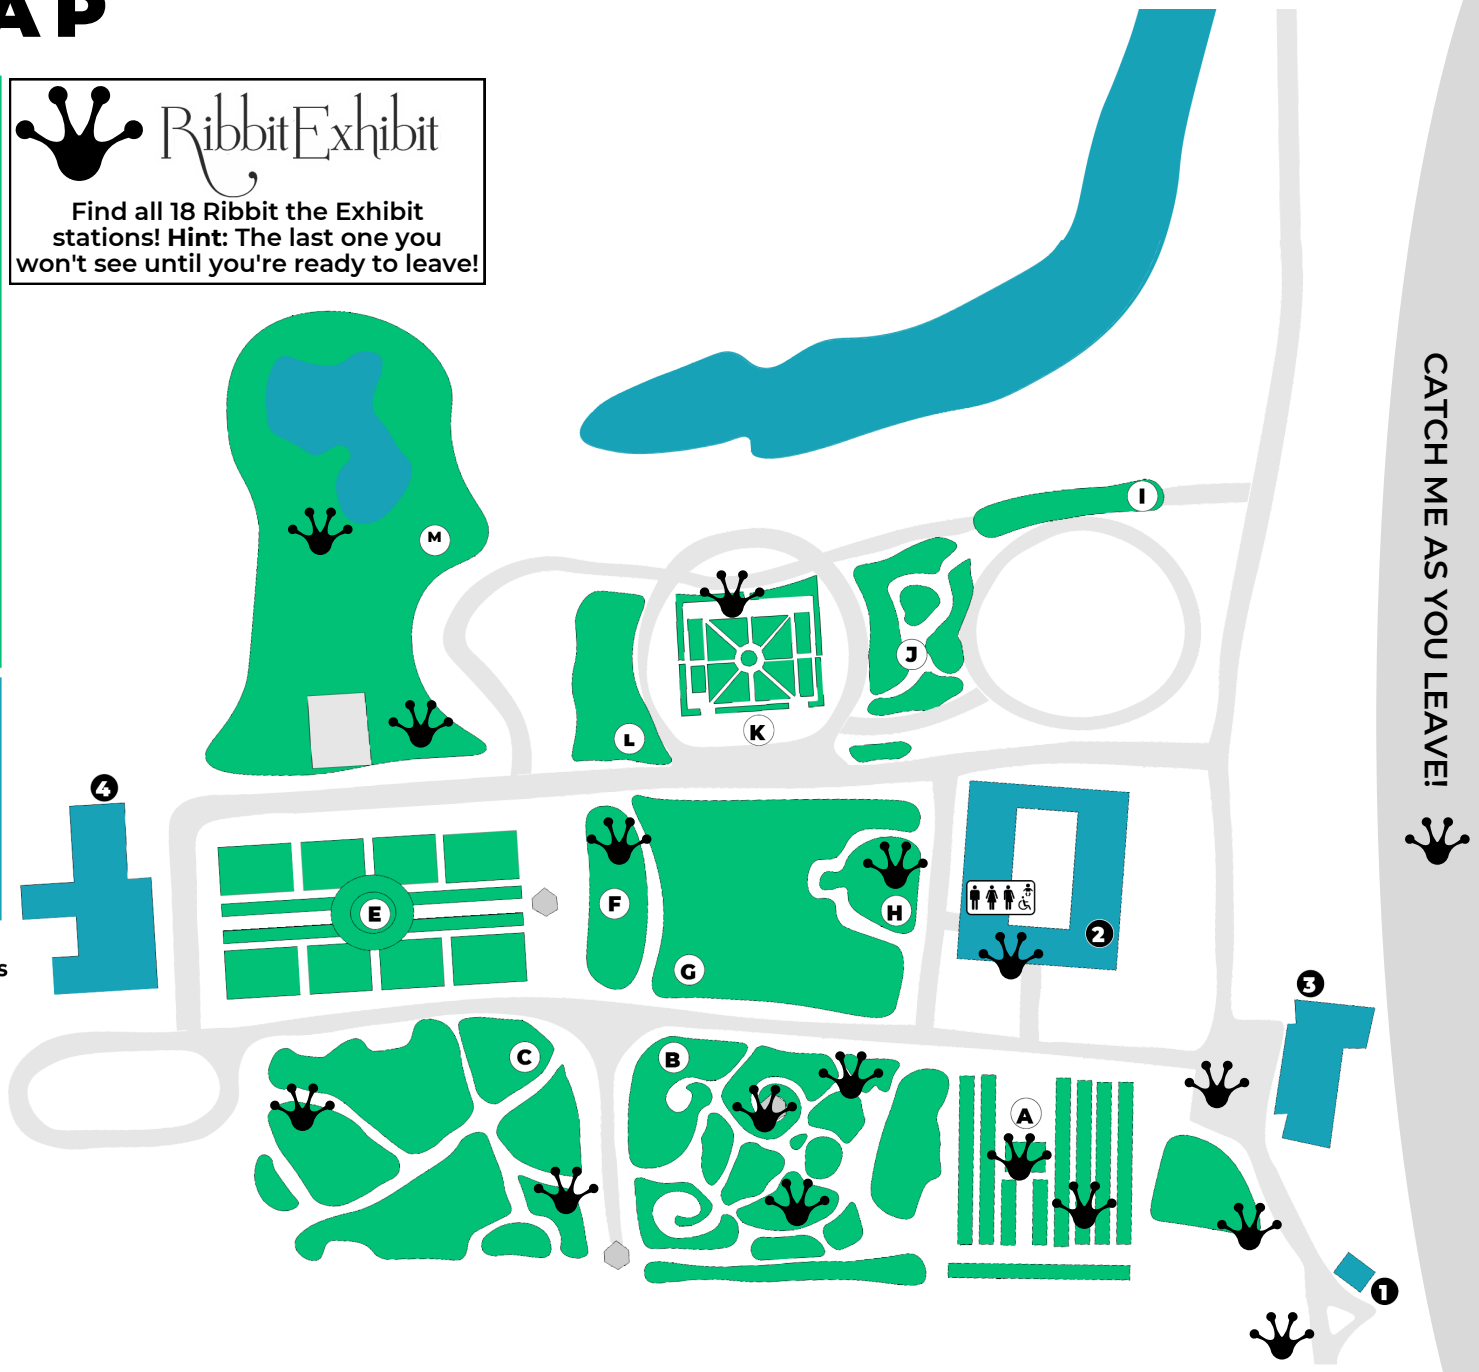 AP
RibbitExhibit
Find all 18 Ribbit the Exhibit
stations! Hint: The last one you
won't see until you're ready to leave!
I
M
J
L
K
CATCH ME AS YOU LEAVE!
4
E
F
H
G
2
s
3
C
B
A
1